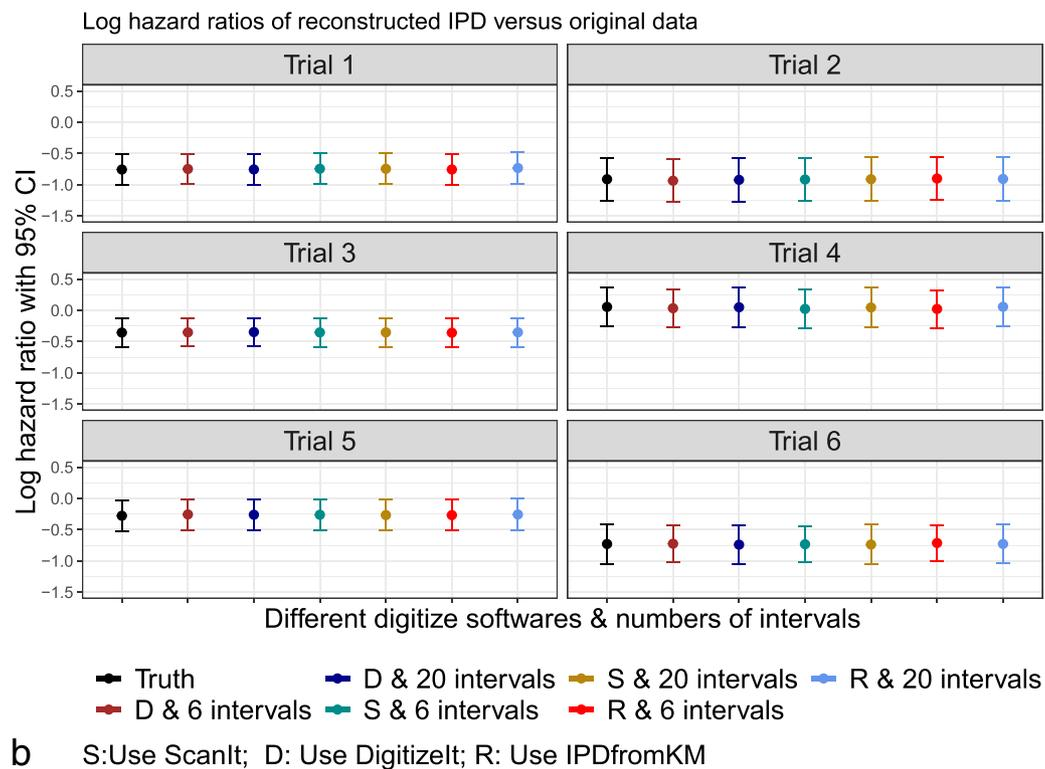 Log hazard ratios of reconstructed IPD versus original data
Trial 1
Trial 2
0.5
0.0
−0.5
−1.0
−1.5
Trial 3
Trial 4
0.5
0.0
−0.5
−1.0
−1.5
Trial 5
Trial 6
0.5
0.0
−0.5
−1.0
−1.5
Log hazard ratio with 95% CI
Different digitize softwares & numbers of intervals
Truth
D & 20 intervals
S & 20 intervals
R & 20 intervals
D & 6 intervals
S & 6 intervals
R & 6 intervals
b
S:Use ScanIt; D: Use DigitizeIt; R: Use IPDfromKM